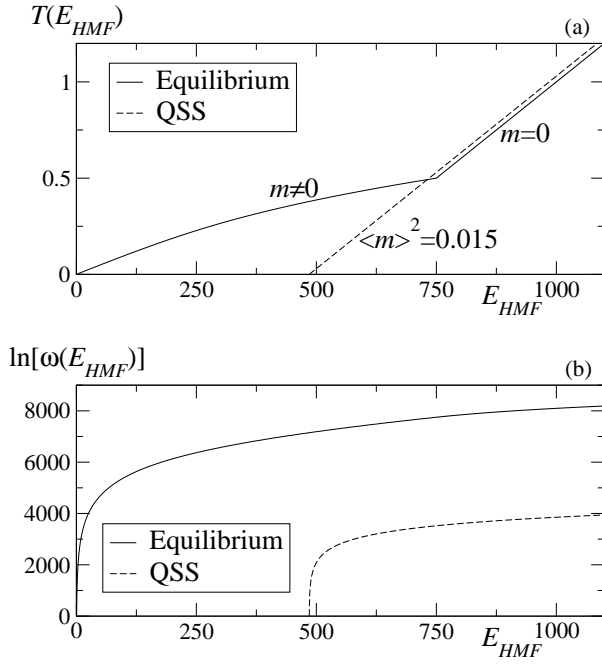 T(E_HMF) (a)
1
Equilibrium
QSS
m=0
0.5
m≠0
<m>²=0.015
0
0 250 500 750 1000
E_HMF
ln[ω(E_HMF)] (b)
8000
6000
4000
Equilibrium
2000
QSS
0
0 250 500 750 1000
E_HMF